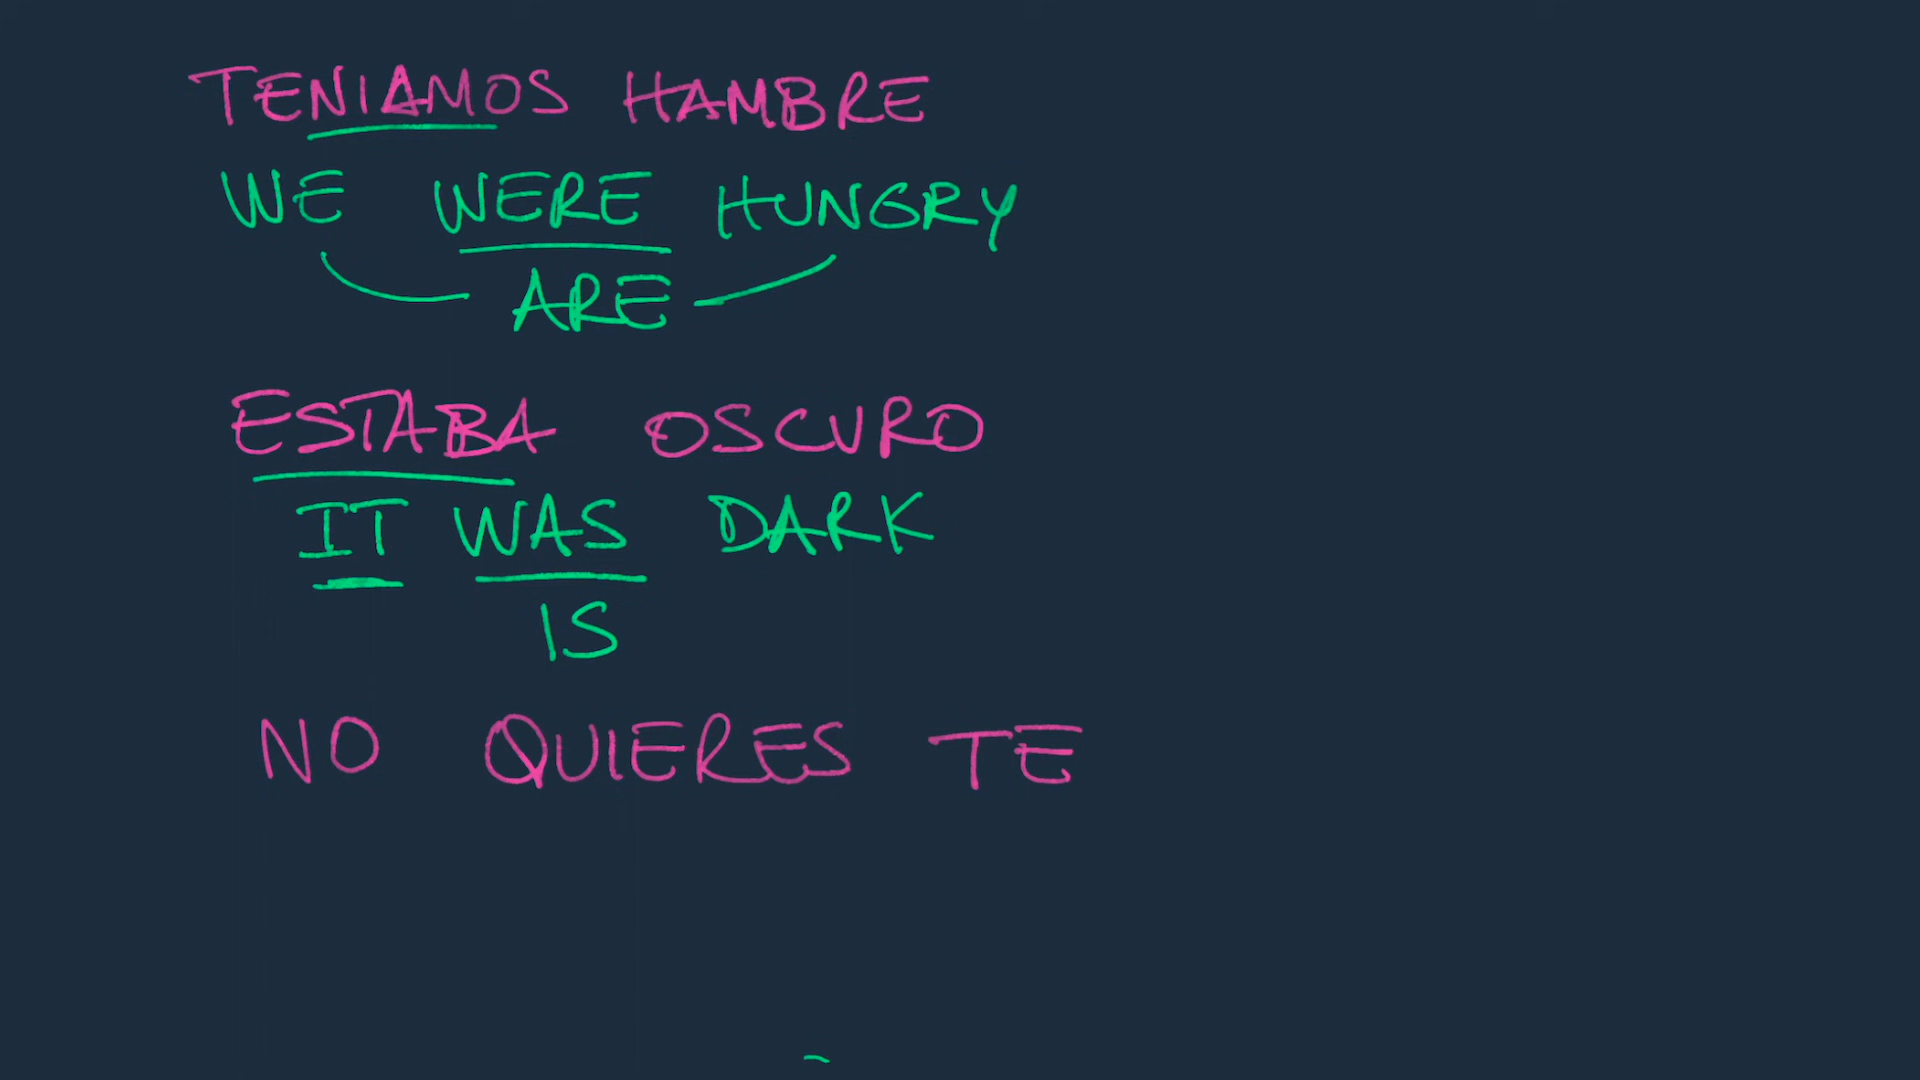 TENIAMOS HAMBRE
WE WERE HUNGRY
ARE
ESTABA OSCURO
IT WAS DARK
IS
NO QUIERES TE